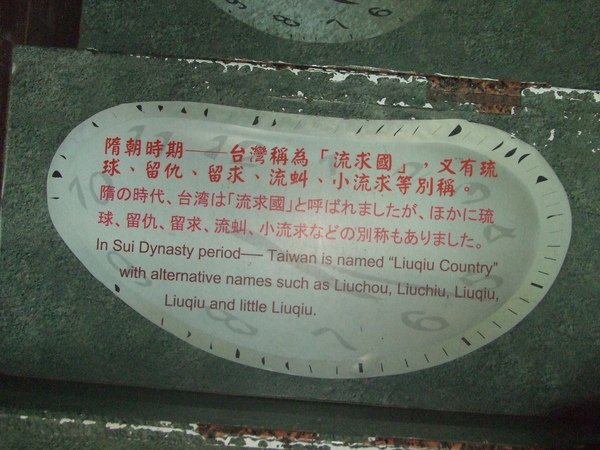 隋朝時期——台灣稱為「流求國」，又有琉
球、留仇、留求、流虬、小流求等別稱。
隋の時代、台湾は「流求國」と呼ばれましたが、ほかに琉
球、留仇、留求、流虬、小流求などの別称もありました。
In Sui Dynasty period— Taiwan is named “Liuqiu Country”
with alternative names such as Liuchou, Liuchiu, Liuqiu,
Liuqiu and little Liuqiu.